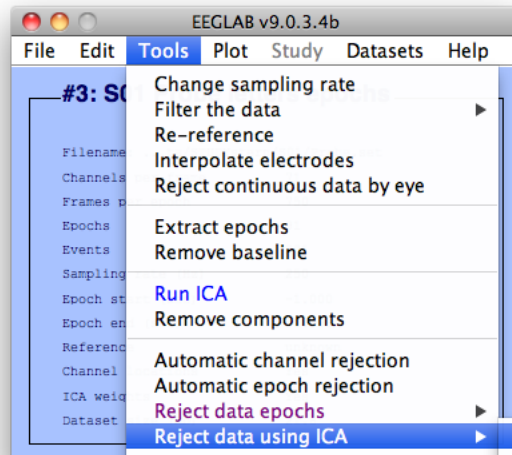 EEGLAB v9.0.3.4b
File Edit Tools Plot Study Datasets Help
#3: S01
Change sampling rate
Filter the data
Re-reference
Interpolate electrodes
Reject continuous data by eye
Extract epochs
Remove baseline
Run ICA
Remove components
Automatic channel rejection
Automatic epoch rejection
Reject data epochs
Reject data using ICA
Filename
Channels
Frames p
Epochs
Events
Sampling
Epoch sta
Epoch en
Reference
Channel
ICA weig
Dataset